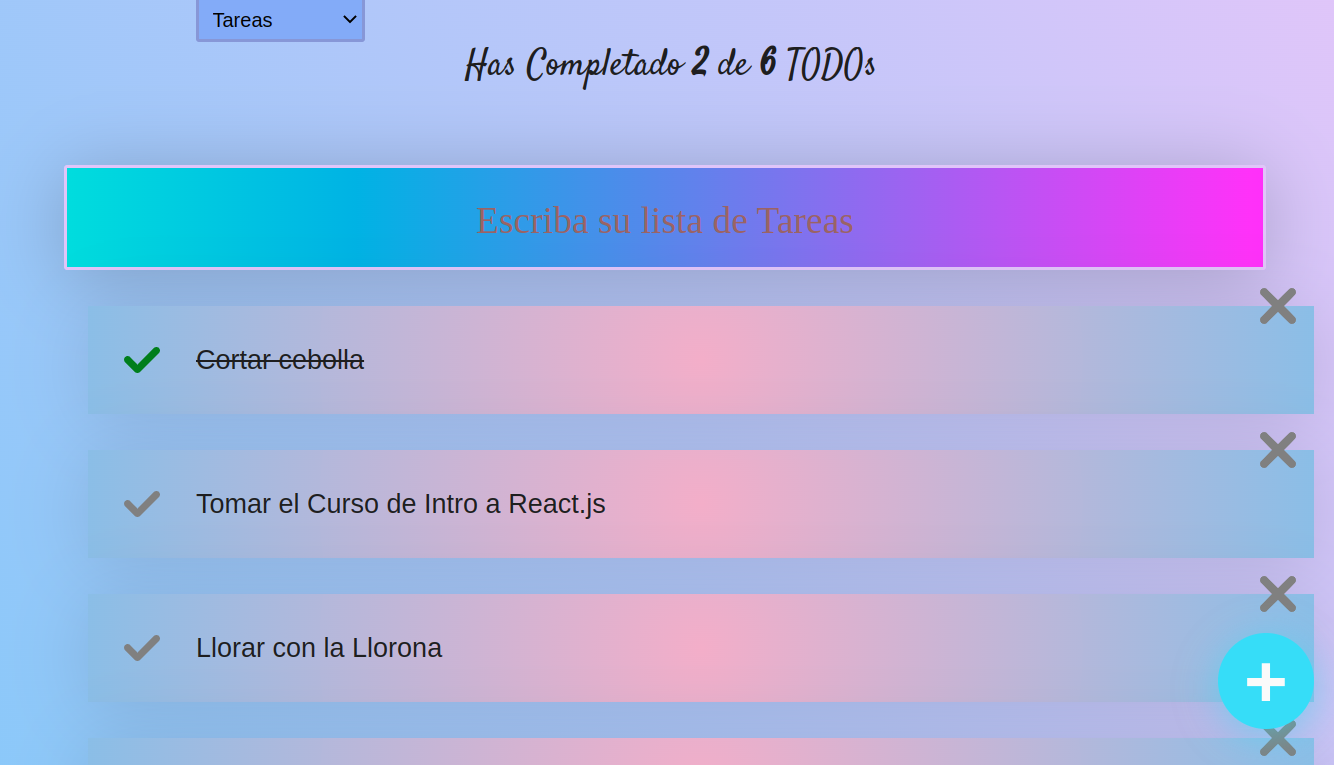 Tareas
Has Completado 2 de 6 TODOs
Escriba su lista de Tareas
Cortar cebolla
Tomar el Curso de Intro a React.js
Llorar con la Llorona